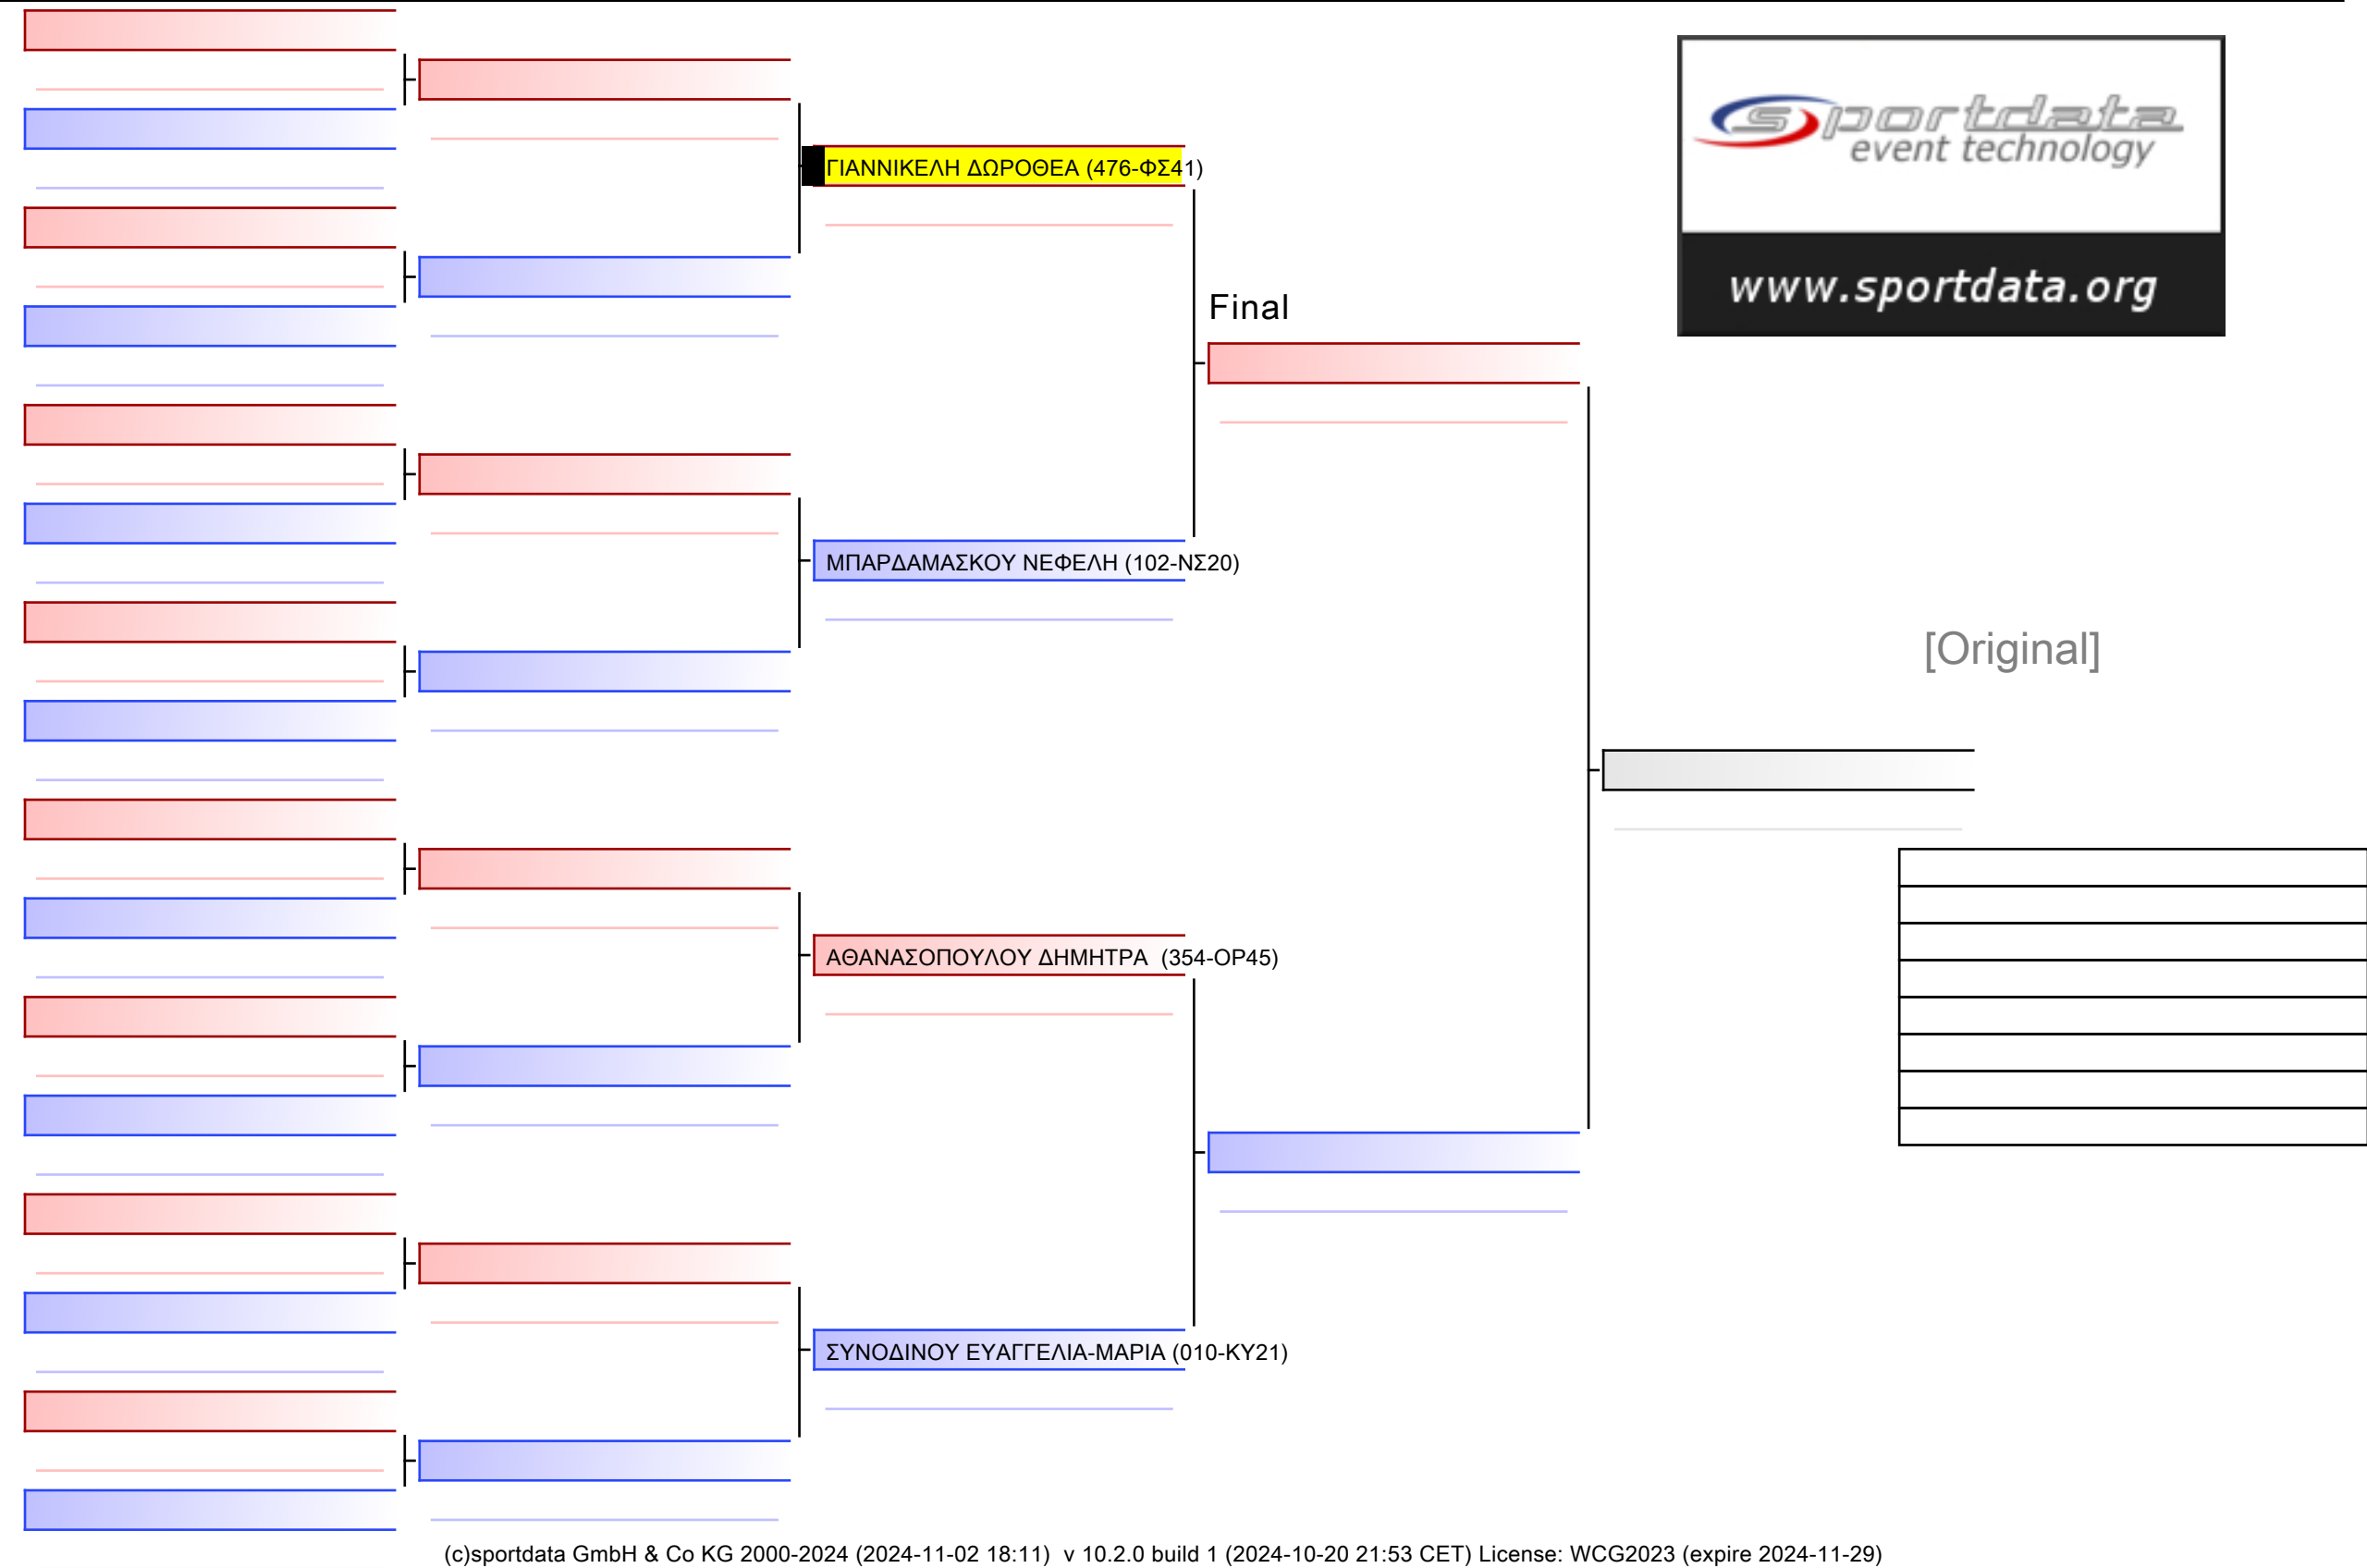 sportdata
event technology
www.sportdata.org
ΓΙΑΝΝΙΚΕΛΗ ΔΩΡΟΘΕΑ (476-ΦΣ41)
Final
ΜΠΑΡΔΑΜΑΣΚΟΥ ΝΕΦΕΛΗ (102-ΝΣ20)
[Original]
ΑΘΑΝΑΣΟΠΟΥΛΟΥ ΔΗΜΗΤΡΑ (354-ΟΡ45)
ΣΥΝΟΔΙΝΟΥ ΕΥΑΓΓΕΛΙΑ-ΜΑΡΙΑ (010-ΚΥ21)
(c)sportdata GmbH & Co KG 2000-2024 (2024-11-02 18:11) v 10.2.0 build 1 (2024-10-20 21:53 CET) License: WCG2023 (expire 2024-11-29)